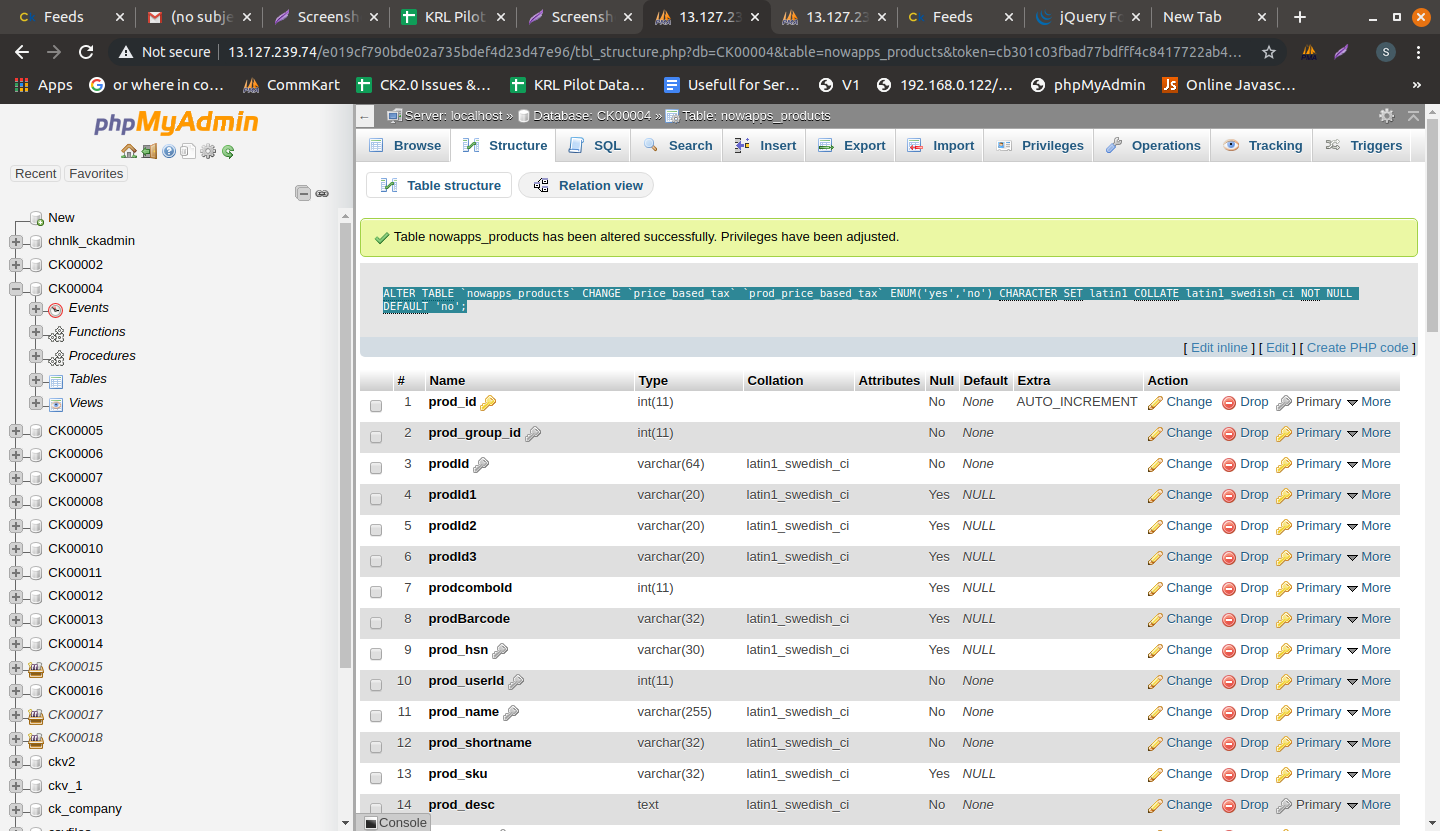 Feeds
(no subje
Screensh
KRL Pilot
Screensh
13.127.23
13.127.23
Feeds
jQuery Fo
New Tab
Not secure
13.127.239.74/e019cf790bde02a735bdef4d23d47e96/tbl_structure.php?db=CK00004&table=nowapps_products&token=cb301c03fbad77bdfff4c8417722ab4...
S
Apps
or where in co...
CommKart
CK2.0 Issues &...
KRL Pilot Data...
Usefull for Ser...
V1
192.168.0.122/...
phpMyAdmin
Online Javasc...
»
phpMyAdmin
Recent
Favorites
New
chnlk_ckadmin
CK00002
CK00004
Events
Functions
Procedures
Tables
Views
CK00005
CK00006
CK00007
CK00008
CK00009
CK00010
CK00011
CK00012
CK00013
CK00014
CK00015
CK00016
CK00017
CK00018
ckv2
ckv_1
ck_company
Server: localhost » Database: CK00004 » Table: nowapps_products
Browse
Structure
SQL
Search
Insert
Export
Import
Privileges
Operations
Tracking
Triggers
Table structure
Relation view
Table nowapps_products has been altered successfully. Privileges have been adjusted.
ALTER TABLE `nowapps_products` CHANGE `price_based_tax` `prod_price_based_tax` ENUM('yes','no') CHARACTER SET latin1 COLLATE latin1_swedish_ci NOT NULL
DEFAULT 'no';
[ Edit inline ] [ Edit ] [ Create PHP code ]
# Name Type Collation Attributes Null Default Extra Action
1 prod_id int(11) No None AUTO_INCREMENT Change Drop Primary More
2 prod_group_id int(11) No None Change Drop Primary More
3 prodId varchar(64) latin1_swedish_ci No None Change Drop Primary More
4 prodId1 varchar(20) latin1_swedish_ci Yes NULL Change Drop Primary More
5 prodId2 varchar(20) latin1_swedish_ci Yes NULL Change Drop Primary More
6 prodId3 varchar(20) latin1_swedish_ci Yes NULL Change Drop Primary More
7 prodcomboId int(11) Yes NULL Change Drop Primary More
8 prodBarcode varchar(32) latin1_swedish_ci Yes NULL Change Drop Primary More
9 prod_hsn varchar(30) latin1_swedish_ci Yes NULL Change Drop Primary More
10 prod_userId int(11) No None Change Drop Primary More
11 prod_name varchar(255) latin1_swedish_ci No None Change Drop Primary More
12 prod_shortname varchar(32) latin1_swedish_ci No None Change Drop Primary More
13 prod_sku varchar(32) latin1_swedish_ci Yes NULL Change Drop Primary More
14 prod_desc text latin1_swedish_ci No None Change Drop Primary More
Console